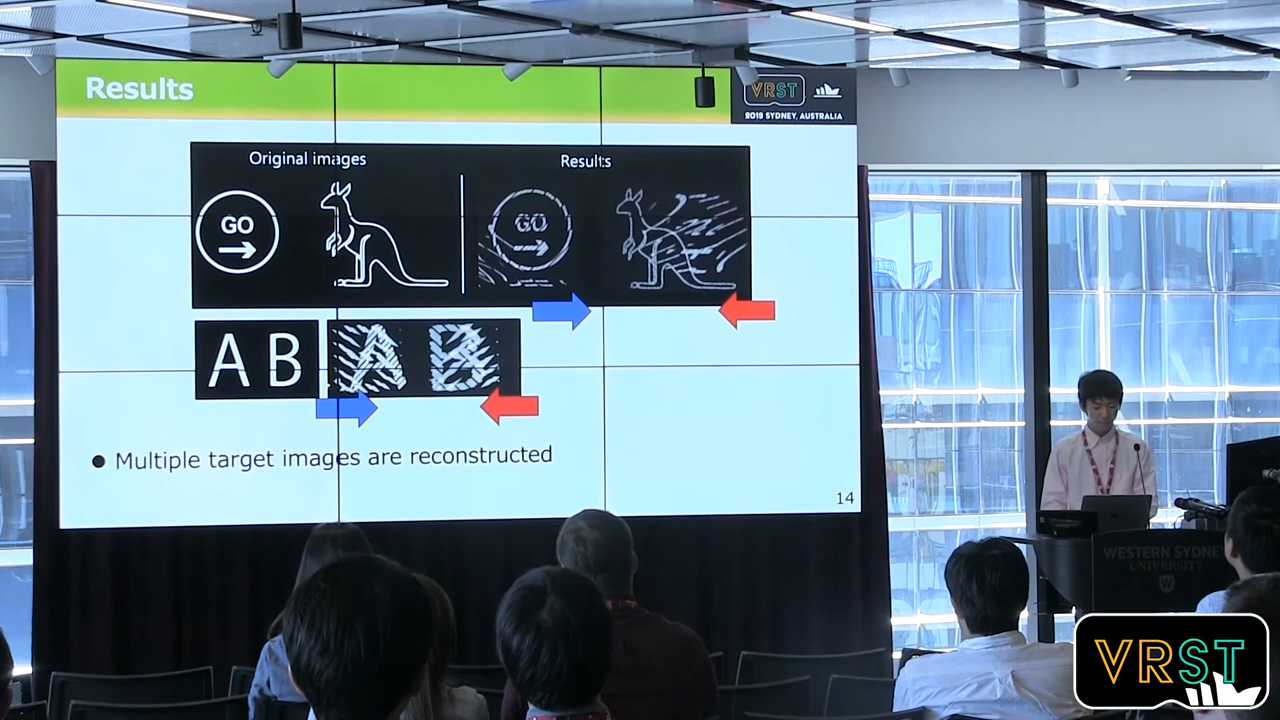 Results
VRST
2019 SYDNEY, AUSTRALIA
Original images
Results
GO
GO
A B
A B
● Multiple target images are reconstructed
14
WESTERN SYDNEY
UNIVERSITY
W
VRST